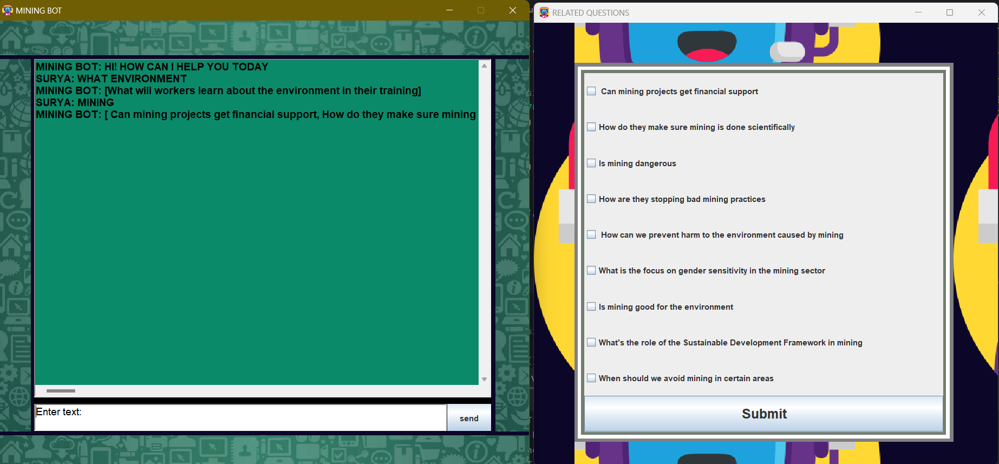 MINING BOT
MINING BOT: HI! HOW CAN I HELP YOU TODAY
SURYA: WHAT ENVIRONMENT
MINING BOT: [What will workers learn about the environment in their training]
SURYA: MINING
MINING BOT: [ Can mining projects get financial support, How do they make sure mining
Enter text:
send
RELATED QUESTIONS
Can mining projects get financial support
How do they make sure mining is done scientifically
Is mining dangerous
How are they stopping bad mining practices
How can we prevent harm to the environment caused by mining
What is the focus on gender sensitivity in the mining sector
Is mining good for the environment
What's the role of the Sustainable Development Framework in mining
When should we avoid mining in certain areas
Submit